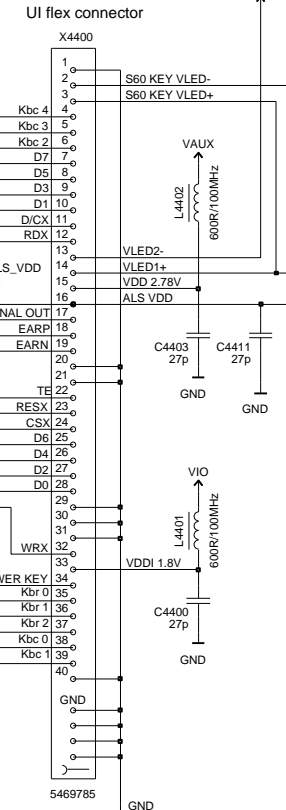 UI flex connector
X4400
1
2 S60 KEY VLED-
3 S60 KEY VLED+
Kbc 4 4
Kbc 3 5
Kbc 2 6
D7 7
D5 8
D3 9
D1 10
D/CX 11
RDX 12
13 VLED2-
LS_VDD 14 VLED1+
15 VDD 2.78V
16 ALS VDD
NAL OUT 17
EARP 18
EARN 19
20
21
TE 22
RESX 23
CSX 24
D6 25
D4 26
D2 27
D0 28
29
30
31
WRX 32
33 VDDI 1.8V
WER KEY 34
Kbr 0 35
Kbr 1 36
Kbr 2 37
Kbc 0 38
Kbc 1 39
40
GND
5469785
GND
VAUX
L4402
600R/100MHz
C4403
27p
GND
C4411
27p
GND
VIO
L4401
600R/100MHz
C4400
27p
GND